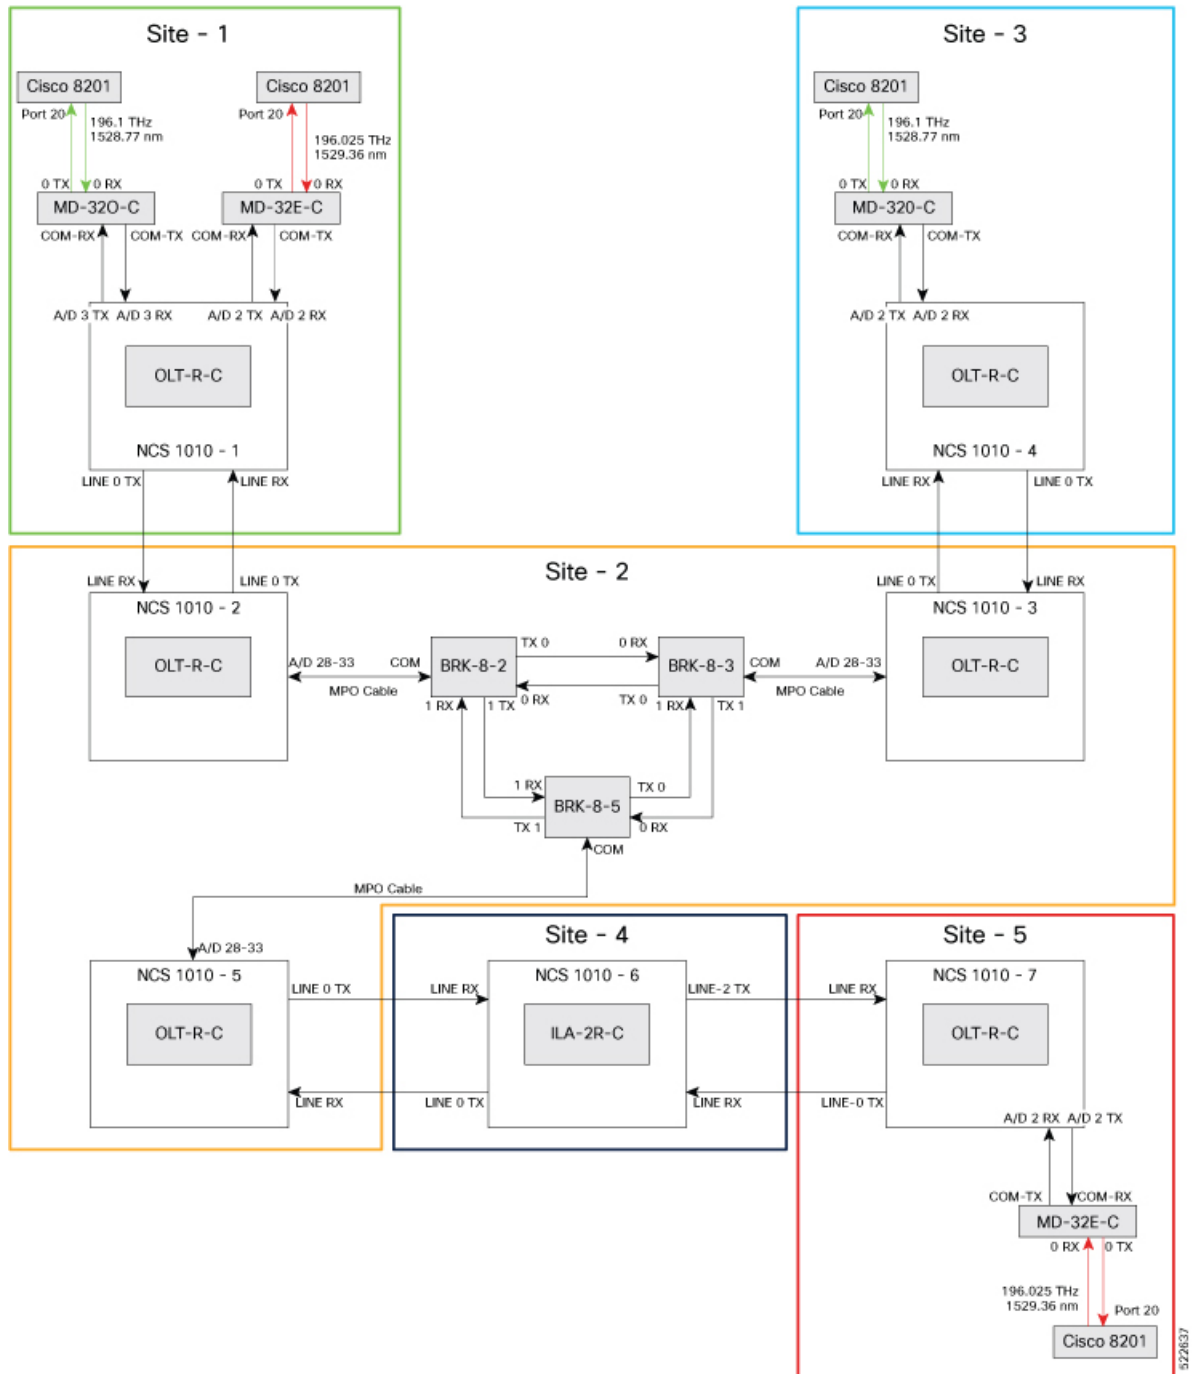 Site - 1
Cisco 8201
Cisco 8201
Port 20
196.1 THz
1528.77 nm
Port 20
196.025 THz
1529.36 nm
0 TX
0 RX
0 TX
0 RX
MD-32O-C
MD-32E-C
COM-RX
COM-TX
COM-RX
COM-TX
A/D 3 TX
A/D 3 RX
A/D 2 TX
A/D 2 RX
OLT-R-C
NCS 1010 - 1
LINE 0 TX
LINE RX
Site - 3
Cisco 8201
Port 20
196.1 THz
1528.77 nm
0 TX
0 RX
MD-320-C
COM-RX
COM-TX
A/D 2 TX
A/D 2 RX
OLT-R-C
NCS 1010 - 4
LINE RX
LINE 0 TX
Site - 2
LINE RX
LINE 0 TX
NCS 1010 - 2
OLT-R-C
A/D 28-33
COM
MPO Cable
BRK-8-2
TX 0
0 RX
BRK-8-3
0 RX
TX 0
1 RX
1 TX
1 RX
TX 1
COM
A/D 28-33
MPO Cable
LINE 0 TX
LINE RX
NCS 1010 - 3
OLT-R-C
1 RX
TX 0
BRK-8-5
TX 1
0 RX
COM
MPO Cable
A/D 28-33
NCS 1010 - 5
OLT-R-C
LINE 0 TX
LINE RX
Site - 4
LINE RX
NCS 1010 - 6
LINE-2 TX
ILA-2R-C
LINE 0 TX
LINE RX
Site - 5
LINE RX
NCS 1010 - 7
OLT-R-C
LINE-0 TX
A/D 2 RX
A/D 2 TX
COM-TX
COM-RX
MD-32E-C
0 RX
0 TX
196.025 THz
1529.36 nm
Port 20
Cisco 8201
522637